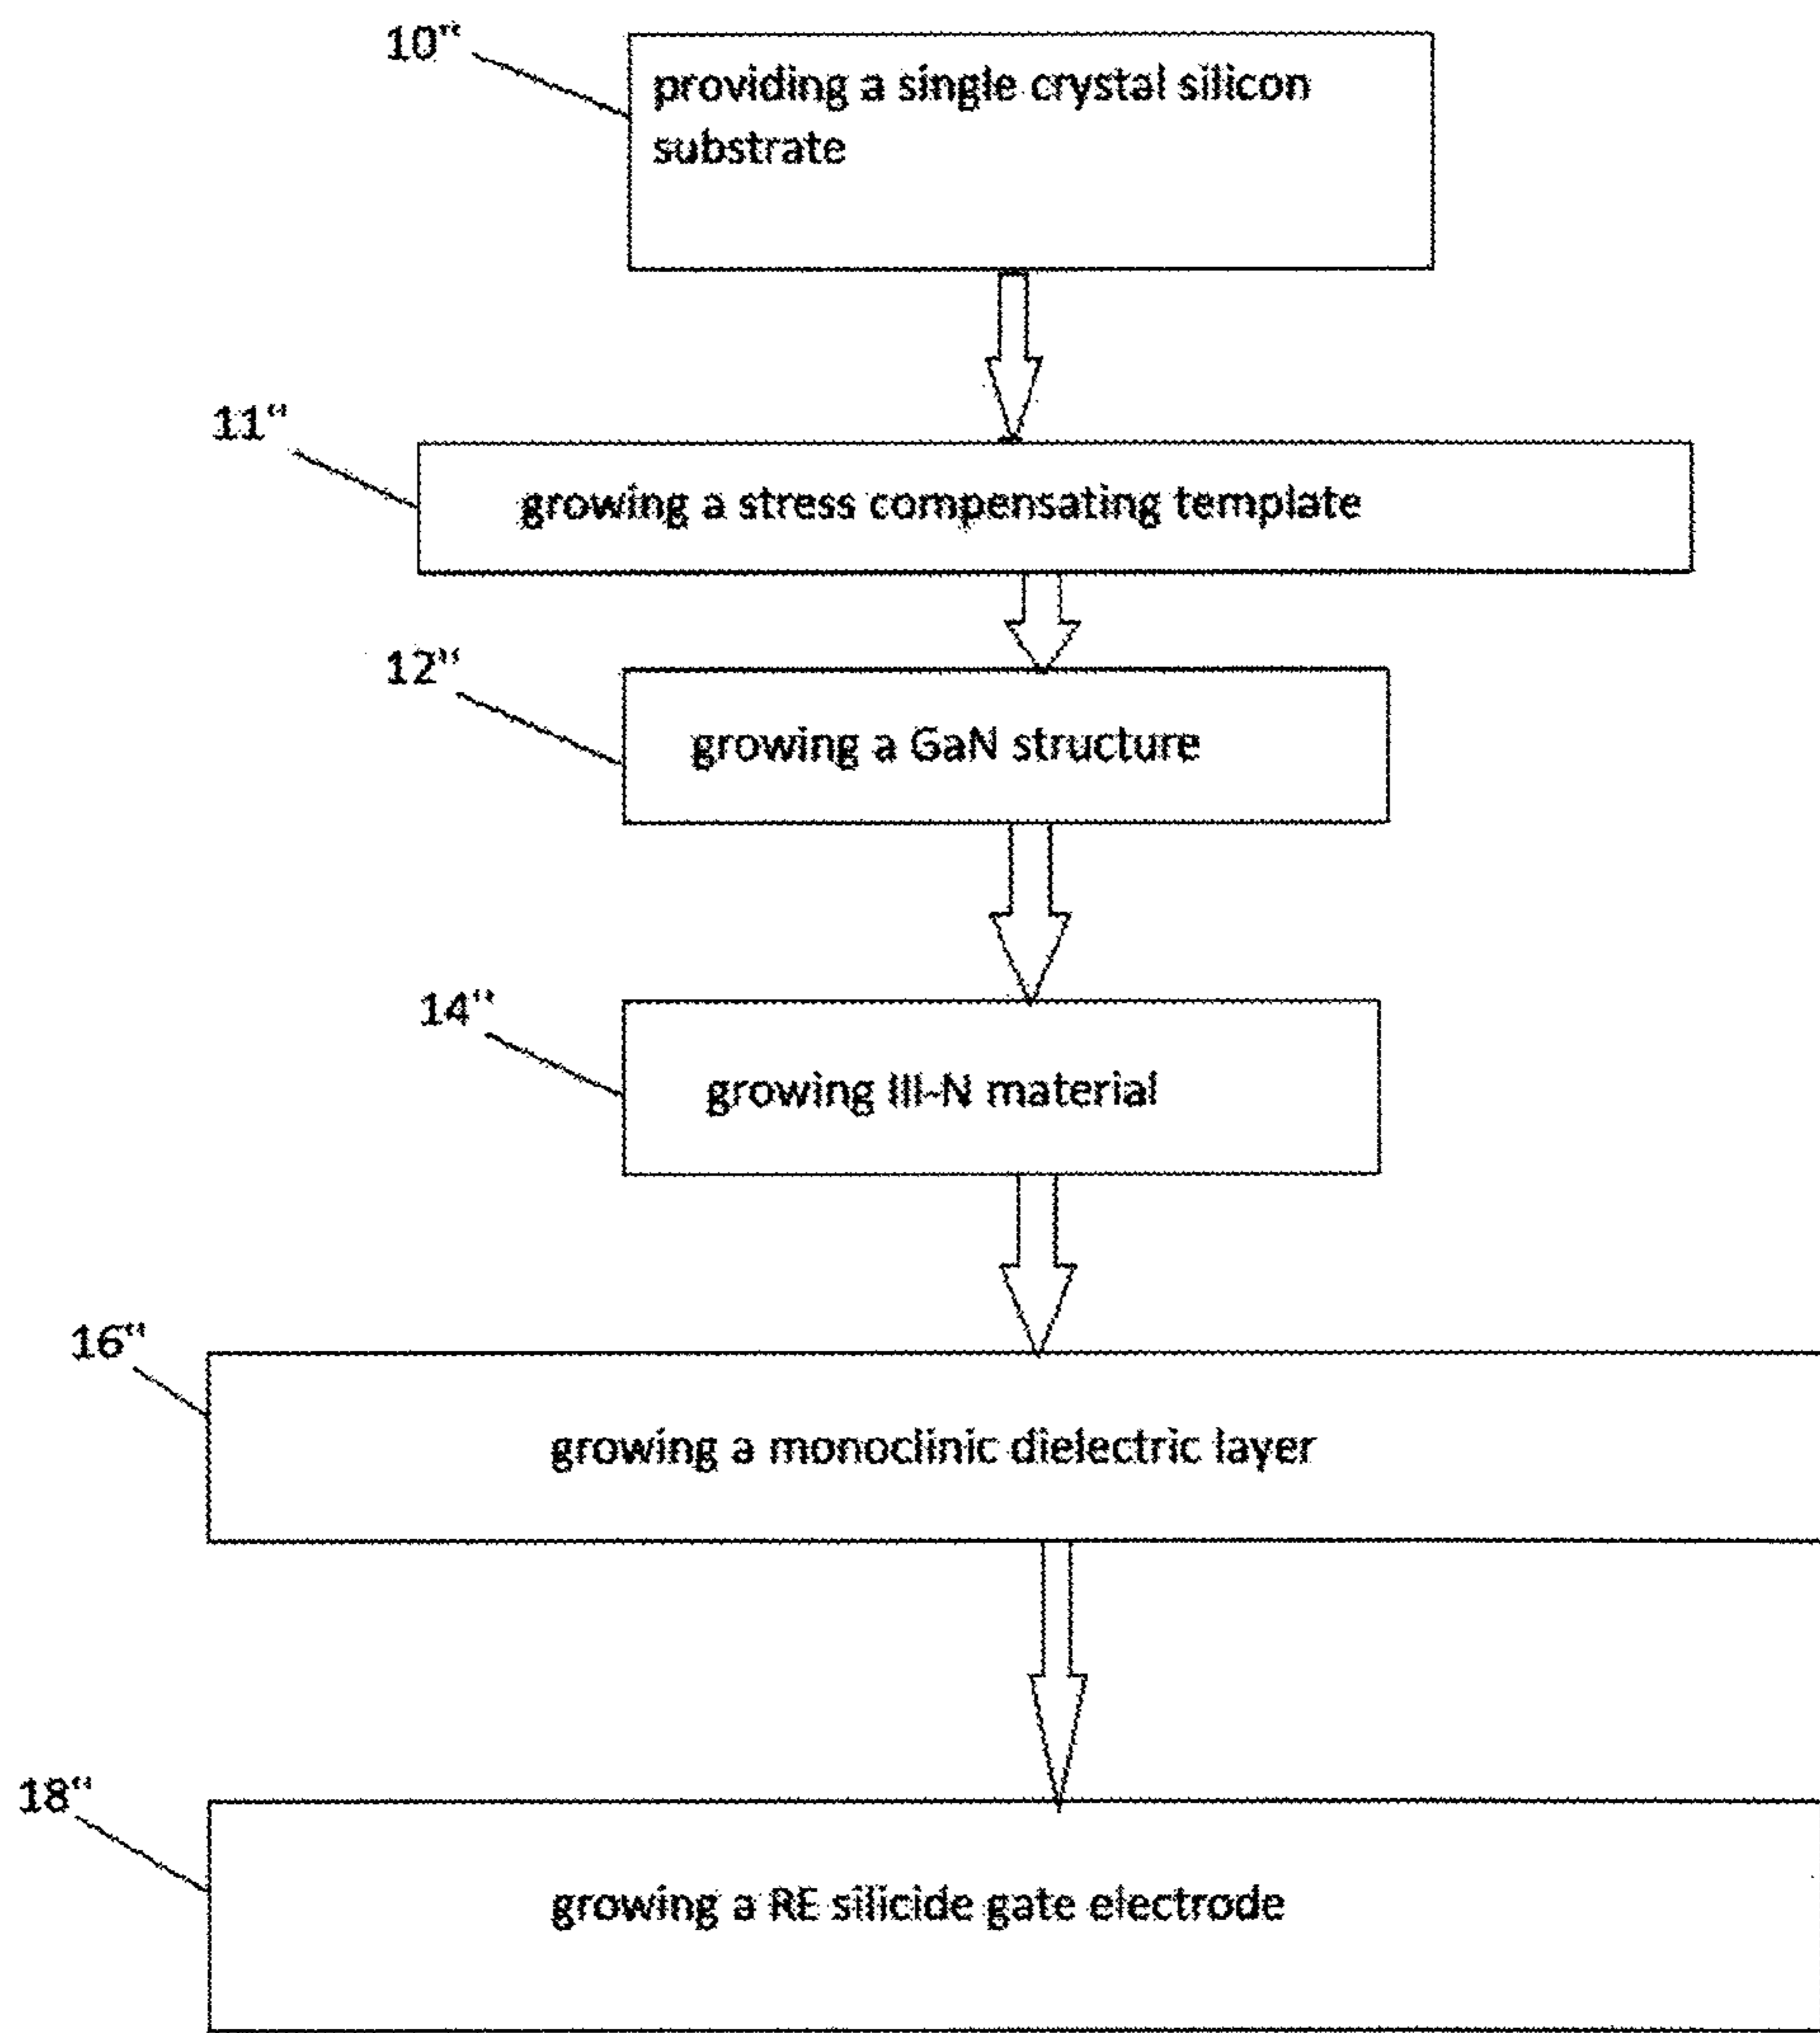 10"
providing a single crystal silicon
substrate
11"
growing a stress compensating template
12"
growing a GaN structure
14"
growing III-N material
16"
growing a monoclinic dielectric layer
18"
growing a RE silicide gate electrode